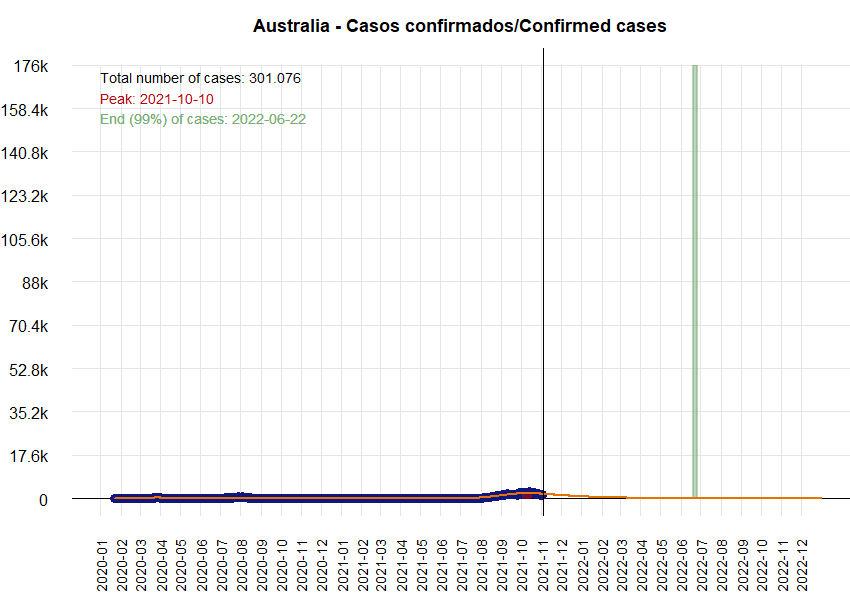 Australia - Casos confirmados/Confirmed cases
176k
Total number of cases: 301.076
Peak: 2021-10-10
158.4k
End (99%) of cases: 2022-06-22
140.8k
123.2k
105.6k
88k
70.4k
52.8k
35.2k
17.6k
0
2020-01
2020-02
2020-03
2020-04
2020-05
2020-06
2020-07
2020-08
2020-09
2020-10
2020-11
2020-12
2021-01
2021-02
2021-03
2021-04
2021-05
2021-06
2021-07
2021-08
2021-09
2021-10
2021-11
2021-12
2022-01
2022-02
2022-03
2022-04
2022-05
2022-06
2022-07
2022-08
2022-09
2022-10
2022-11
2022-12